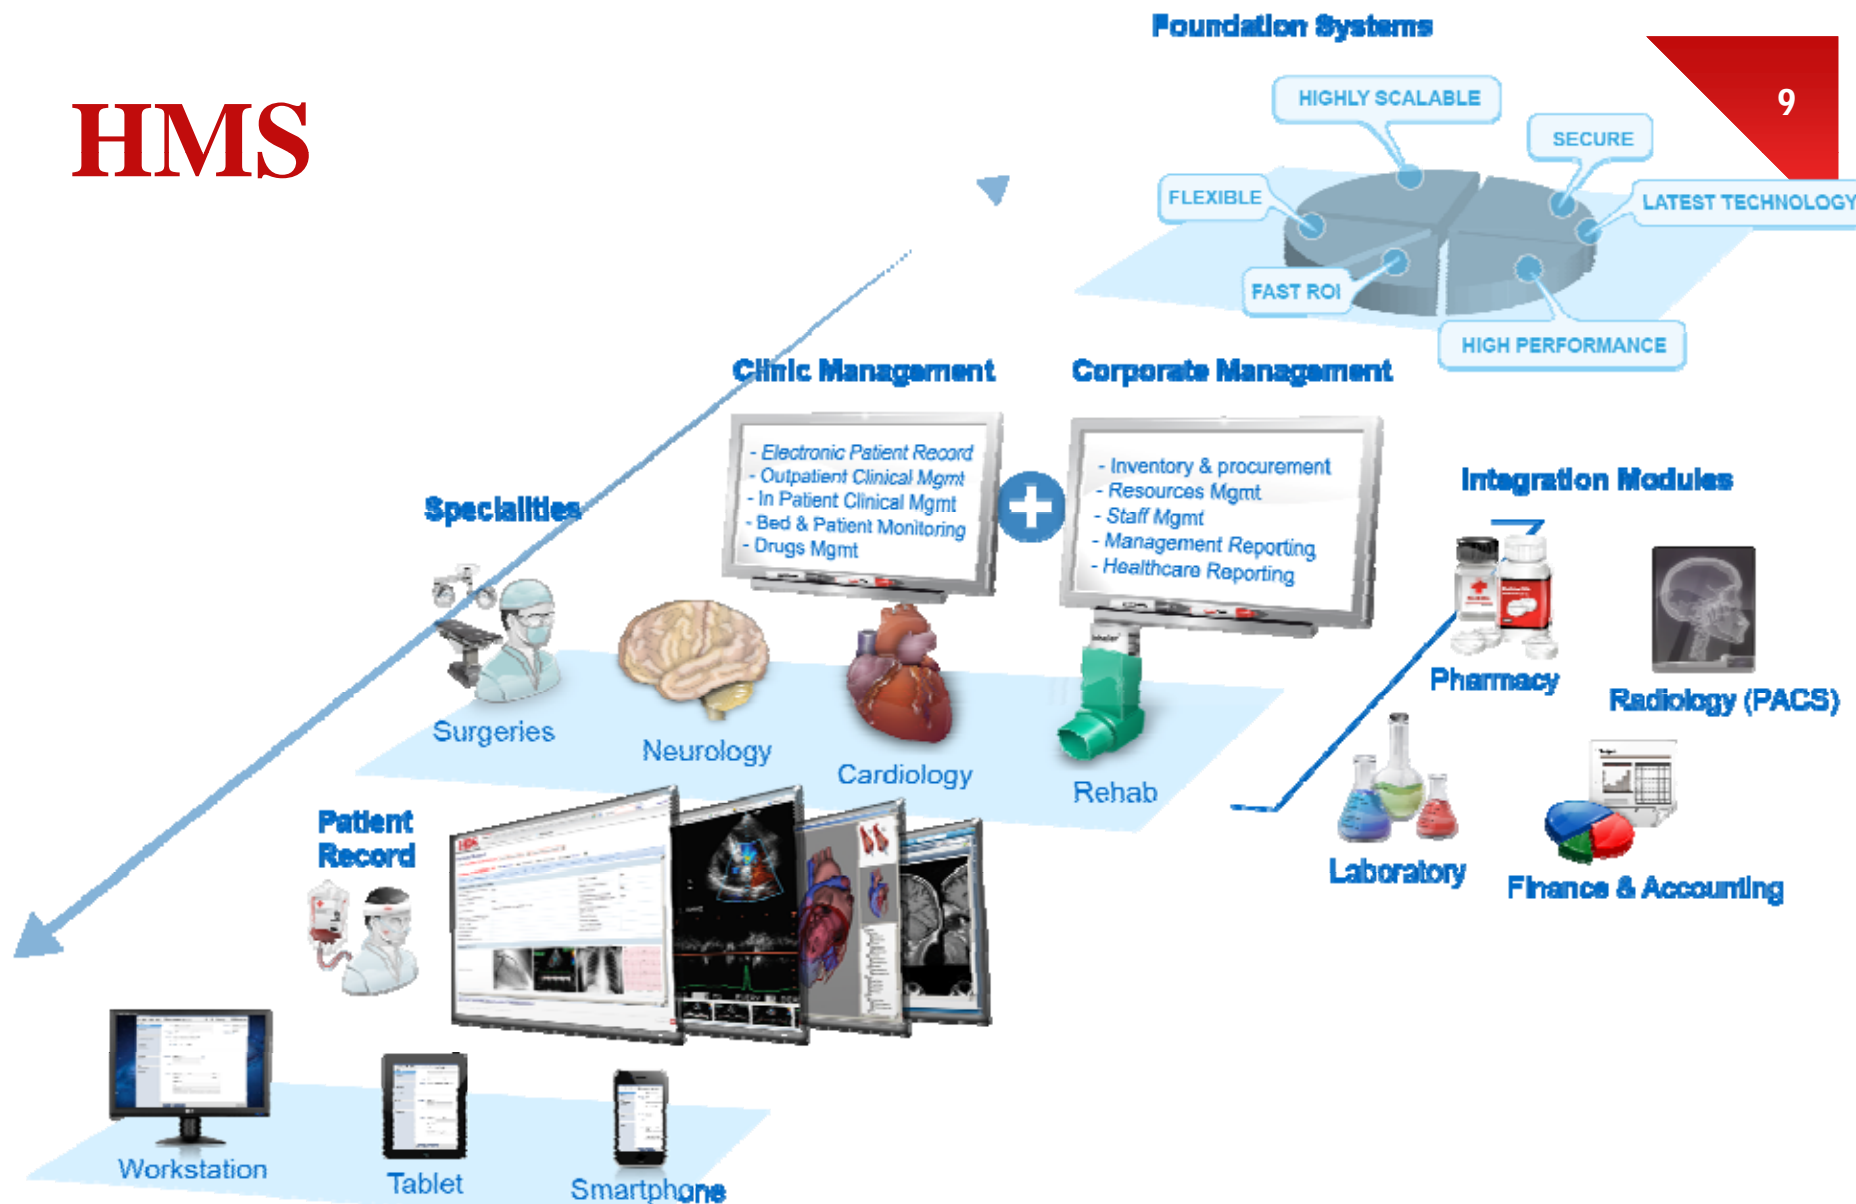 Foundation Systems
HMS
9
HIGHLY SCALABLE
SECURE
FLEXIBLE
LATEST TECHNOLOGY
FAST ROI
HIGH PERFORMANCE
Clinic Management
Corporate Management
- Electronic Patient Record
- Outpatient Clinical Mgmt
- In Patient Clinical Mgmt
- Bed & Patient Monitoring
- Drugs Mgmt
- Inventory & procurement
- Resources Mgmt
- Staff Mgmt
- Management Reporting
- Healthcare Reporting
Integration Modules
Specialities
Pharmacy
Radiology (PACS)
Surgeries
Neurology
Cardiology
Rehab
Patient
Record
Laboratory
Finance & Accounting
Workstation
Tablet
Smartphone